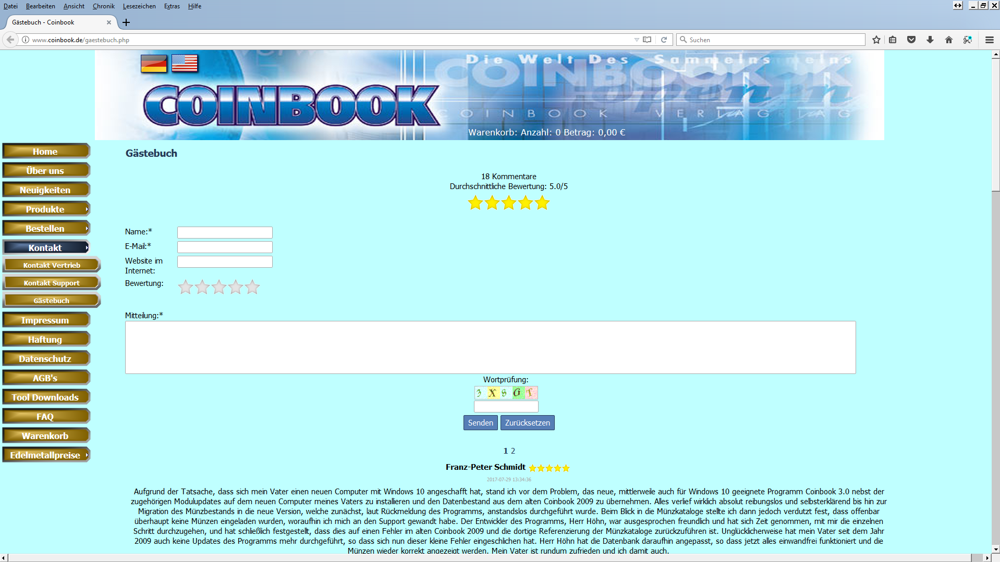 Datei Bearbeiten Ansicht Chronik Lesezeichen Extras Hilfe
Gästebuch - Coinbook
www.coinbook.de/gaestebuch.php
Suchen
Die Welt Des Sammelns
COINBOOK
COINBOOK
COINBOOK VERLAG
Warenkorb: Anzahl: 0 Betrag: 0,00 €
Home
Über uns
Neuigkeiten
Produkte
Bestellen
Kontakt
Kontakt Vertrieb
Kontakt Support
Gästebuch
Impressum
Haftung
Datenschutz
AGB's
Tool Downloads
FAQ
Warenkorb
Edelmetallpreise
Gästebuch
18 Kommentare
Durchschnittliche Bewertung: 5.0/5
Name:*
E-Mail:*
Website im
Internet:
Bewertung:
Mitteilung:*
Wortprüfung:
3 X 8 G T
Senden Zurücksetzen
1 2
Franz-Peter Schmidt
2017-07-29 13:34:36
Aufgrund der Tatsache, dass sich mein Vater einen neuen Computer mit Windows 10 angeschafft hat, stand ich vor dem Problem, das neue, mittlerweile auch für Windows 10 geeignete Programm Coinbook 3.0 nebst der
zugehörigen Modulupdates auf dem neuen Computer meines Vaters zu installieren und den Datenbestand aus dem alten Coinbook 2009 zu übernehmen. Alles verlief wirklich absolut reibungslos und selbsterklärend bis hin zur
Migration des Münzbestands in die neue Version, welche zunächst, laut Rückmeldung des Programms, anstandslos durchgeführt wurde. Beim Blick in die Münzkataloge stellte ich dann jedoch verdutzt fest, dass offenbar
überhaupt keine Münzen eingeladen wurden, woraufhin ich mich an den Support gewandt habe. Der Entwickler des Programms, Herr Höhn, war ausgesprochen freundlich und hat sich Zeit genommen, mit mir die einzelnen
Schritt durchzugehen, und hat schließlich festgestellt, dass dies auf einen Fehler im alten Coinbook 2009 und die dortige Referenzierung der Münzkataloge zurückzuführen ist. Unglücklicherweise hat mein Vater seit dem Jahr
2009 auch keine Updates des Programms mehr durchgeführt, so dass sich nun dieser kleine Fehler eingeschlichen hat. Herr Höhn hat die Datenbank daraufhin angepasst, so dass jetzt alles einwandfrei funktioniert und die
Münzen wieder korrekt angezeigt werden. Mein Vater ist rundum zufrieden und ich damit auch.